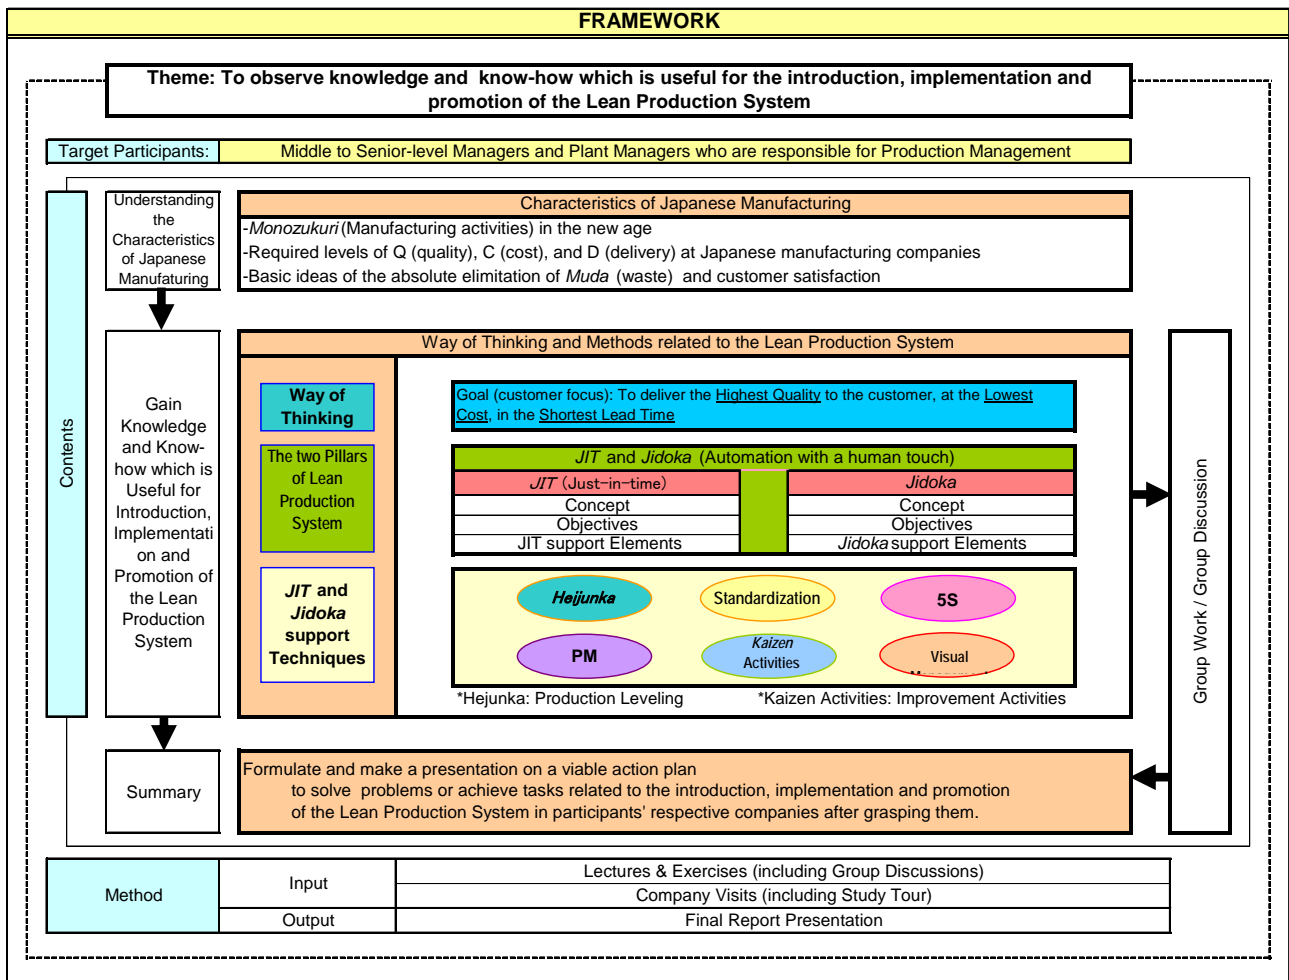 FRAMEWORK
Theme: To observe knowledge and know-how which is useful for the introduction, implementation and
promotion of the Lean Production System
Target Participants:
Middle to Senior-level Managers and Plant Managers who are responsible for Production Management
Contents
Understanding
the
Characteristics
of Japanese
Manufaturing
Characteristics of Japanese Manufacturing
-Monozukuri (Manufacturing activities) in the new age
-Required levels of Q (quality), C (cost), and D (delivery) at Japanese manufacturing companies
-Basic ideas of the absolute elimitation of Muda (waste) and customer satisfaction
Gain
Knowledge
and Know-
how which is
Useful for
Introduction,
Implementati
on and
Promotion of
the Lean
Production
System
Way of Thinking and Methods related to the Lean Production System
Way of
Thinking
Goal (customer focus): To deliver the Highest Quality to the customer, at the Lowest
Cost, in the Shortest Lead Time
The two Pillars
of Lean
Production
System
JIT and Jidoka (Automation with a human touch)
JIT (Just-in-time)
Jidoka
Concept
Concept
Objectives
Objectives
JIT support Elements
Jidoka support Elements
JIT and
Jidoka
support
Techniques
Heijunka
Standardization
5S
PM
Kaizen
Activities
Visual
*Hejunka: Production Leveling
*Kaizen Activities: Improvement Activities
Group Work / Group Discussion
Summary
Formulate and make a presentation on a viable action plan
to solve problems or achieve tasks related to the introduction, implementation and promotion
of the Lean Production System in participants' respective companies after grasping them.
Method
Input
Lectures & Exercises (including Group Discussions)
Company Visits (including Study Tour)
Output
Final Report Presentation